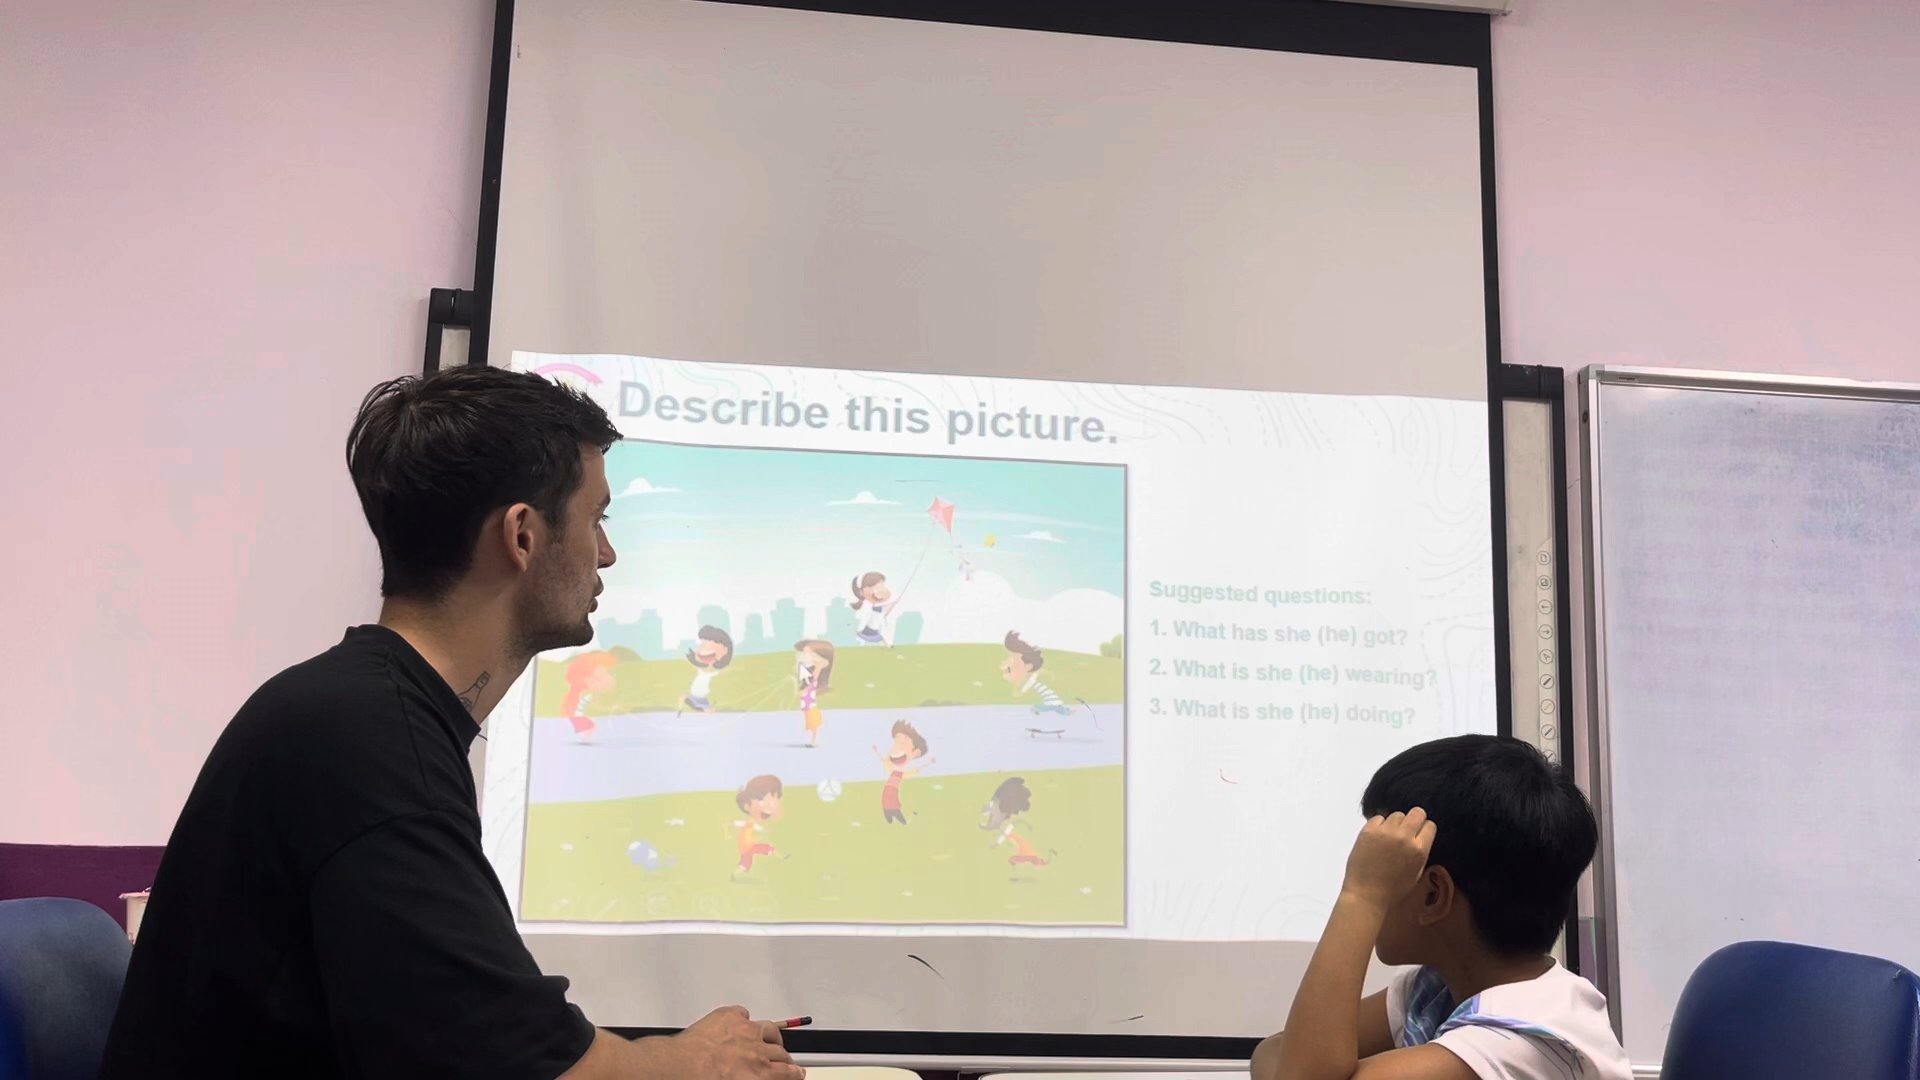 Describe this picture.
Suggested questions:
1. What has she (he) got?
2. What is she (he) wearing?
3. What is she (he) doing?